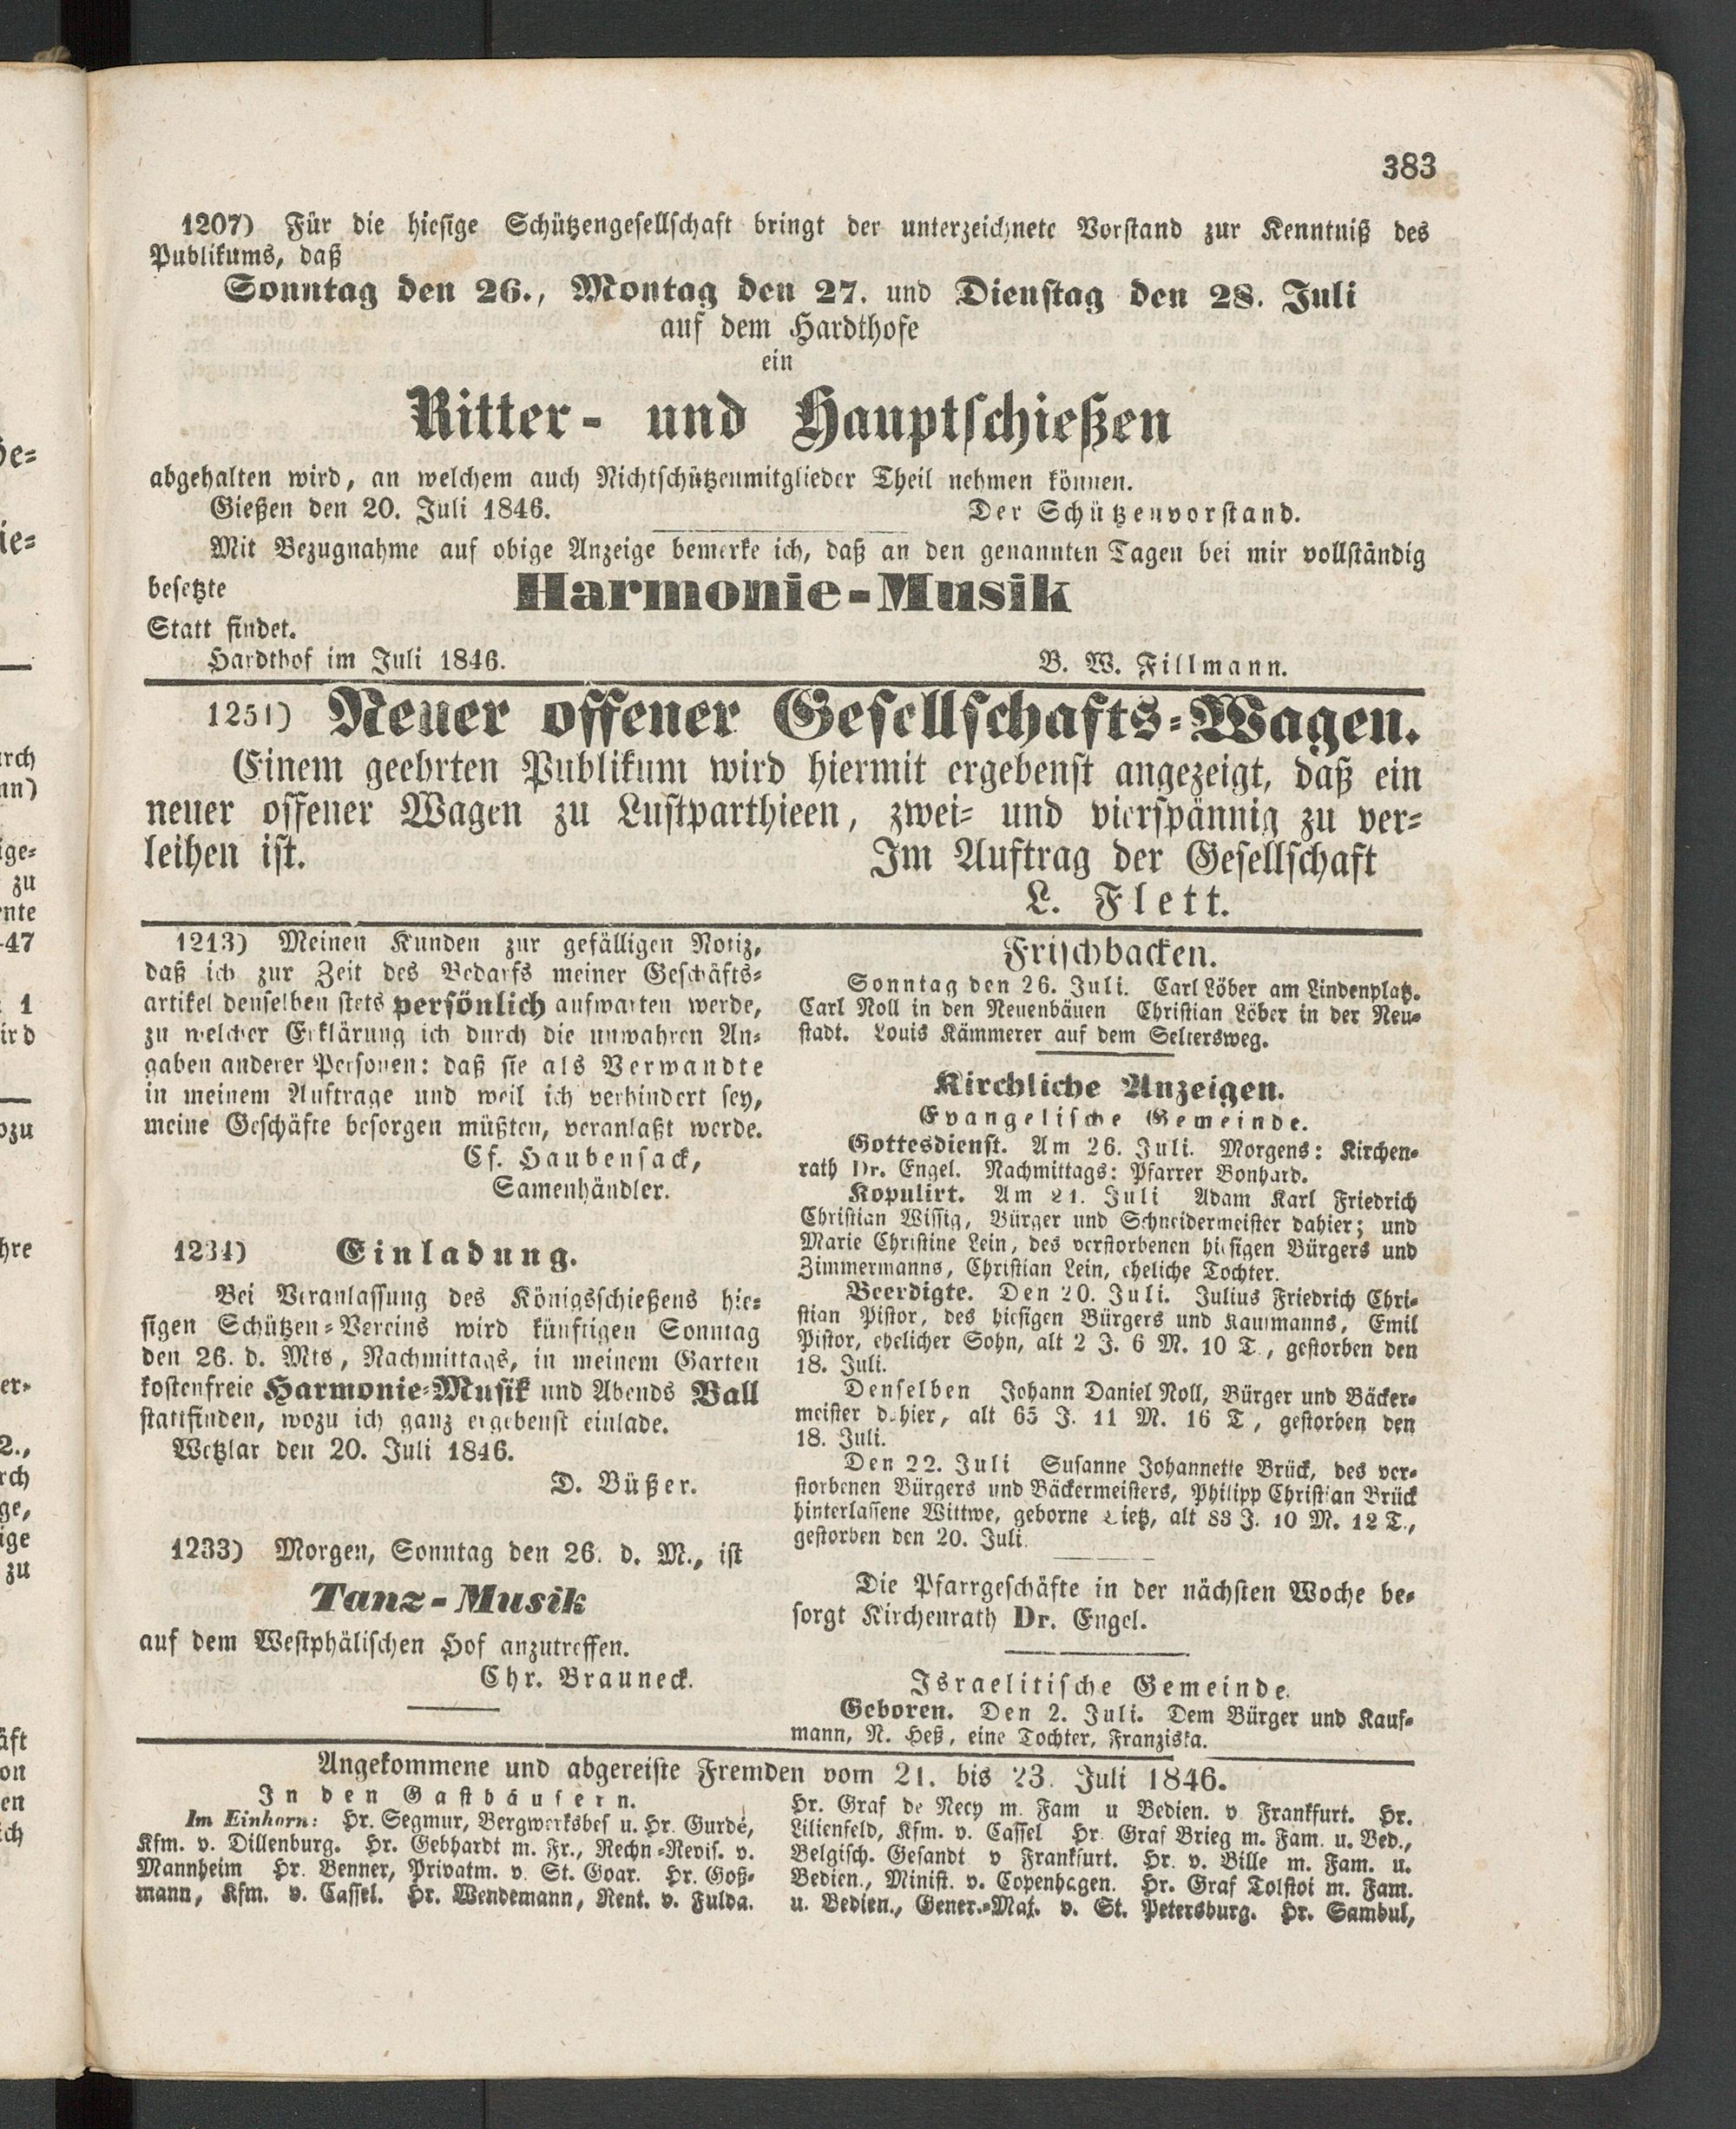 383
1207) Für die hiesige Schützengesellschaft bringt der unterzeichnete Vorstand zur Kenntniß des
Publikums, daß
Sonntag den 26., Montag den 27. und Dienstag den 28. Juli
auf dem Hardthofe
ein
Ritter- und Hauptschießen
abgehalten wird, an welchem auch Nichtschützenmitglieder Theil nehmen können.
Gießen den 20. Juli 1846. Der Schützenvorstand.
Mit Bezugnahme auf obige Anzeige bemerke ich, daß an den genannten Tagen bei mir vollständig
besetzte Harmonie-Musik
Statt findet.
Hardthof im Juli 1846. B. W. Fillmann.
1251) Neuer offener Gesellschafts-Wagen.
Einem geehrten Publikum wird hiermit ergebenst angezeigt, daß ein
neuer offener Wagen zu Lustparthieen, zwei- und vierspännig zu ver-
leihen ist. Im Auftrag der Gesellschaft
L. Flett.
1213) Meinen Kunden zur gefälligen Notiz,
daß ich zur Zeit des Bedarfs meiner Geschäfts-
artikel denselben stets persönlich aufwarten werde,
zu welcher Erklärung ich durch die unwahren An-
gaben anderer Personen: daß sie als Verwandte
in meinem Auftrage und weil ich verhindert sey,
meine Geschäfte besorgen müßten, veranlaßt werde.
Cf. Haubensack,
Samenhändler.
1234) Einladung.
Bei Veranlassung des Königsschießens hie-
sigen Schützen-Vereins wird künftigen Sonntag
den 26. d. Mts, Nachmittags, in meinem Garten
kostenfreie Harmonie-Musik und Abends Ball
stattfinden, wozu ich ganz ergebenst einlade.
Wetzlar den 20. Juli 1846.
D. Büßer.
1233) Morgen, Sonntag den 26. d. M., ist
Tanz-Musik
auf dem Westphälischen Hof anzutreffen.
Chr. Brauneck.
Frischbacken.
Sonntag den 26. Juli. Carl Löber am Lindenplatz.
Carl Noll in den Neuenbäuen Christian Löber in der Neu-
stadt. Louis Kämmerer auf dem Seltersweg.
Kirchliche Anzeigen.
Evangelische Gemeinde.
Gottesdienst. Am 26. Juli. Morgens: Kirchen-
rath Dr. Engel. Nachmittags: Pfarrer Bonhard.
Kopulirt. Am 21. Juli Adam Karl Friedrich
Christian Wissig, Bürger und Schneidermeister dahier; und
Marie Christine Lein, des verstorbenen hiesigen Bürgers und
Zimmermanns, Christian Lein, eheliche Tochter.
Beerdigte. Den 20. Juli. Julius Friedrich Chri-
stian Pistor, des hiesigen Bürgers und Kaufmanns, Emil
Pistor, ehelicher Sohn, alt 2 J. 6 M. 10 T., gestorben den
18. Juli.
Denselben Johann Daniel Noll, Bürger und Bäcker-
meister dahier, alt 65 J. 11 M. 16 T, gestorben den
18. Juli.
Den 22. Juli Susanne Johannette Brück, des ver-
storbenen Bürgers und Bäckermeisters, Philipp Christian Brück
hinterlassene Wittwe, geborne alt 83 J. 10 M. 12 T.,
gestorben den 20. Juli.
Die Pfarrgeschäfte in der nächsten Woche be-
sorgt Kirchenrath Dr. Engel.
Israelitische Gemeinde.
Geboren. Den 2. Juli. Dem Bürger und Kauf-
mann, N. Heß, eine Tochter, Franziska.
Angekommene und abgereiste Fremden vom 21. bis 23. Juli 1846.
In den Gasthäusern.
Im Einhorn: Hr. Segmur, Bergwerksbes u. Hr. Gurdé,
Kfm. v. Dillenburg. Hr. Gebhardt m. Fr., Rechn-Revis. v.
Mannheim Hr. Benner, Privatm. v. St. Goar. Hr. Goß-
mann, Kfm. v. Cassel. Hr. Wendemann, Rent. v. Fulda.
Hr. Graf de Recy m. Fam u Bedien. v. Frankfurt. Hr.
Lilienfeld, Kfm. v. Cassel Hr. Graf Brieg m. Fam. u. Bed.,
Belgisch. Gesandt v Frankfurt. Hr. v. Bille m. Fam. u.
Bedien., Minist. v. Copenhagen. Hr. Graf Tolstoi m. Fam.
u. Bedien., Gener.-Maj. v. St. Petersburg. Hr. Sambul,